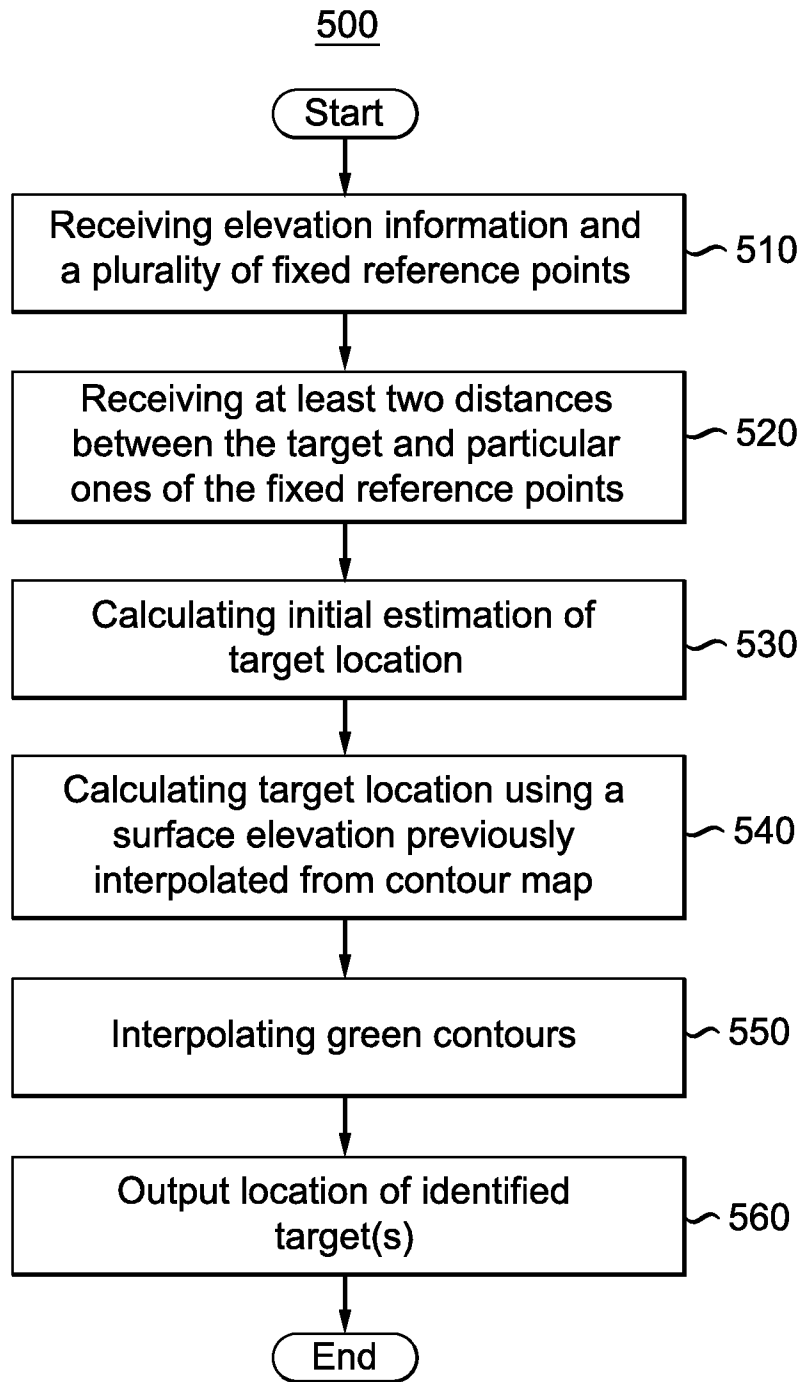 500
Start
Receiving elevation information and
a plurality of fixed reference points
510
Receiving at least two distances
between the target and particular
ones of the fixed reference points
520
Calculating initial estimation of
target location
530
Calculating target location using a
surface elevation previously
interpolated from contour map
540
Interpolating green contours
550
Output location of identified
target(s)
560
End